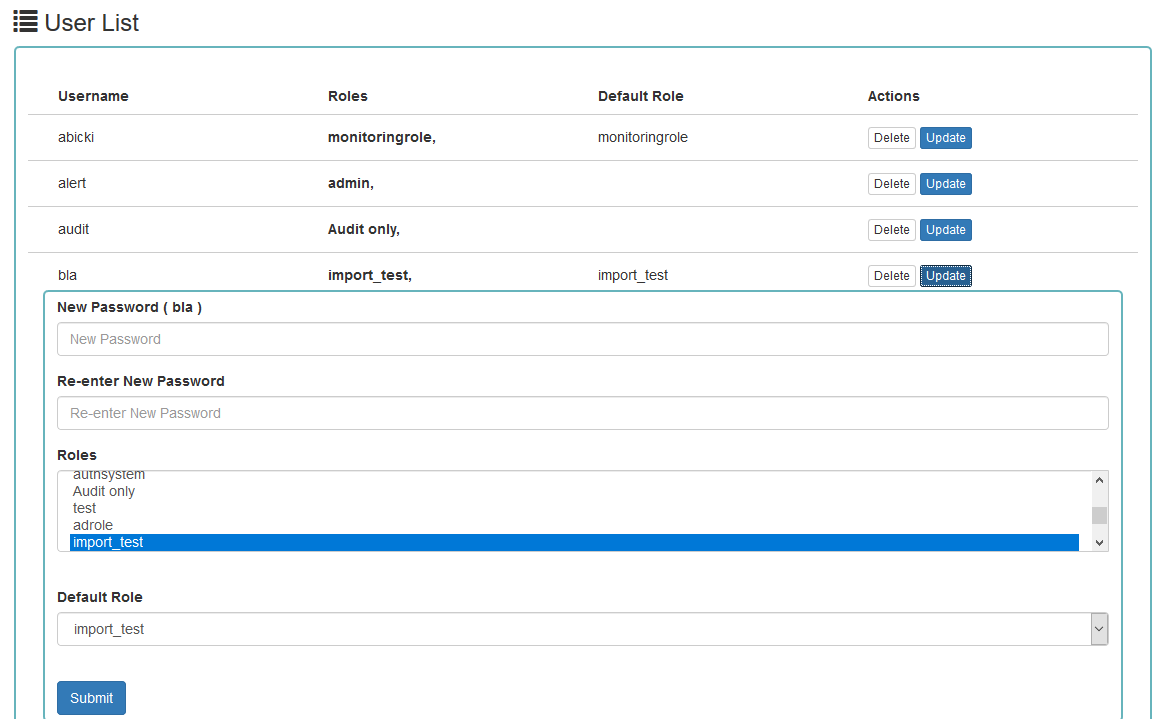 User List
Username Roles Default Role Actions
abicki monitoringrole, monitoringrole Delete Update
alert admin, Delete Update
audit Audit only, Delete Update
bla import_test, import_test Delete Update
New Password ( bla )
New Password
Re-enter New Password
Re-enter New Password
Roles
authsystem
Audit only
test
adrole
import_test
Default Role
import_test
Submit